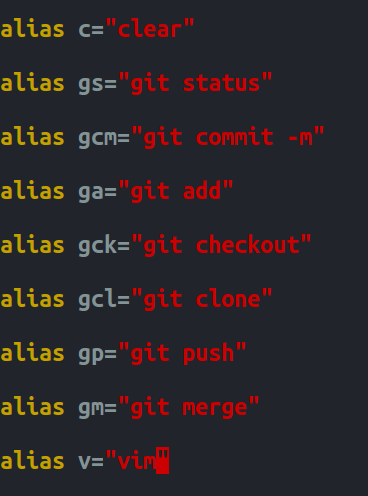 alias c="clear"
alias gs="git status"
alias gcm="git commit -m"
alias ga="git add"
alias gck="git checkout"
alias gcl="git clone"
alias gp="git push"
alias gm="git merge"
alias v="vim"